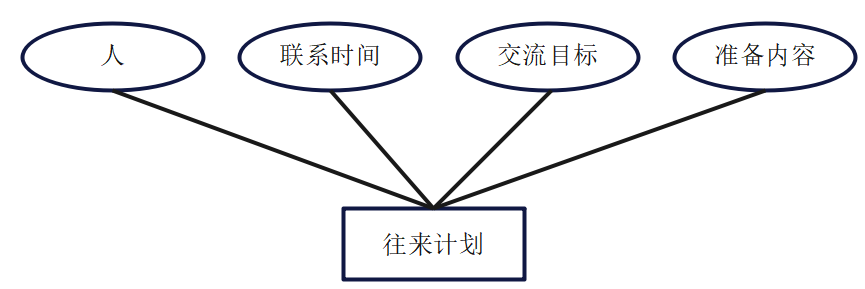 人
联系时间
交流目标
准备内容
往来计划